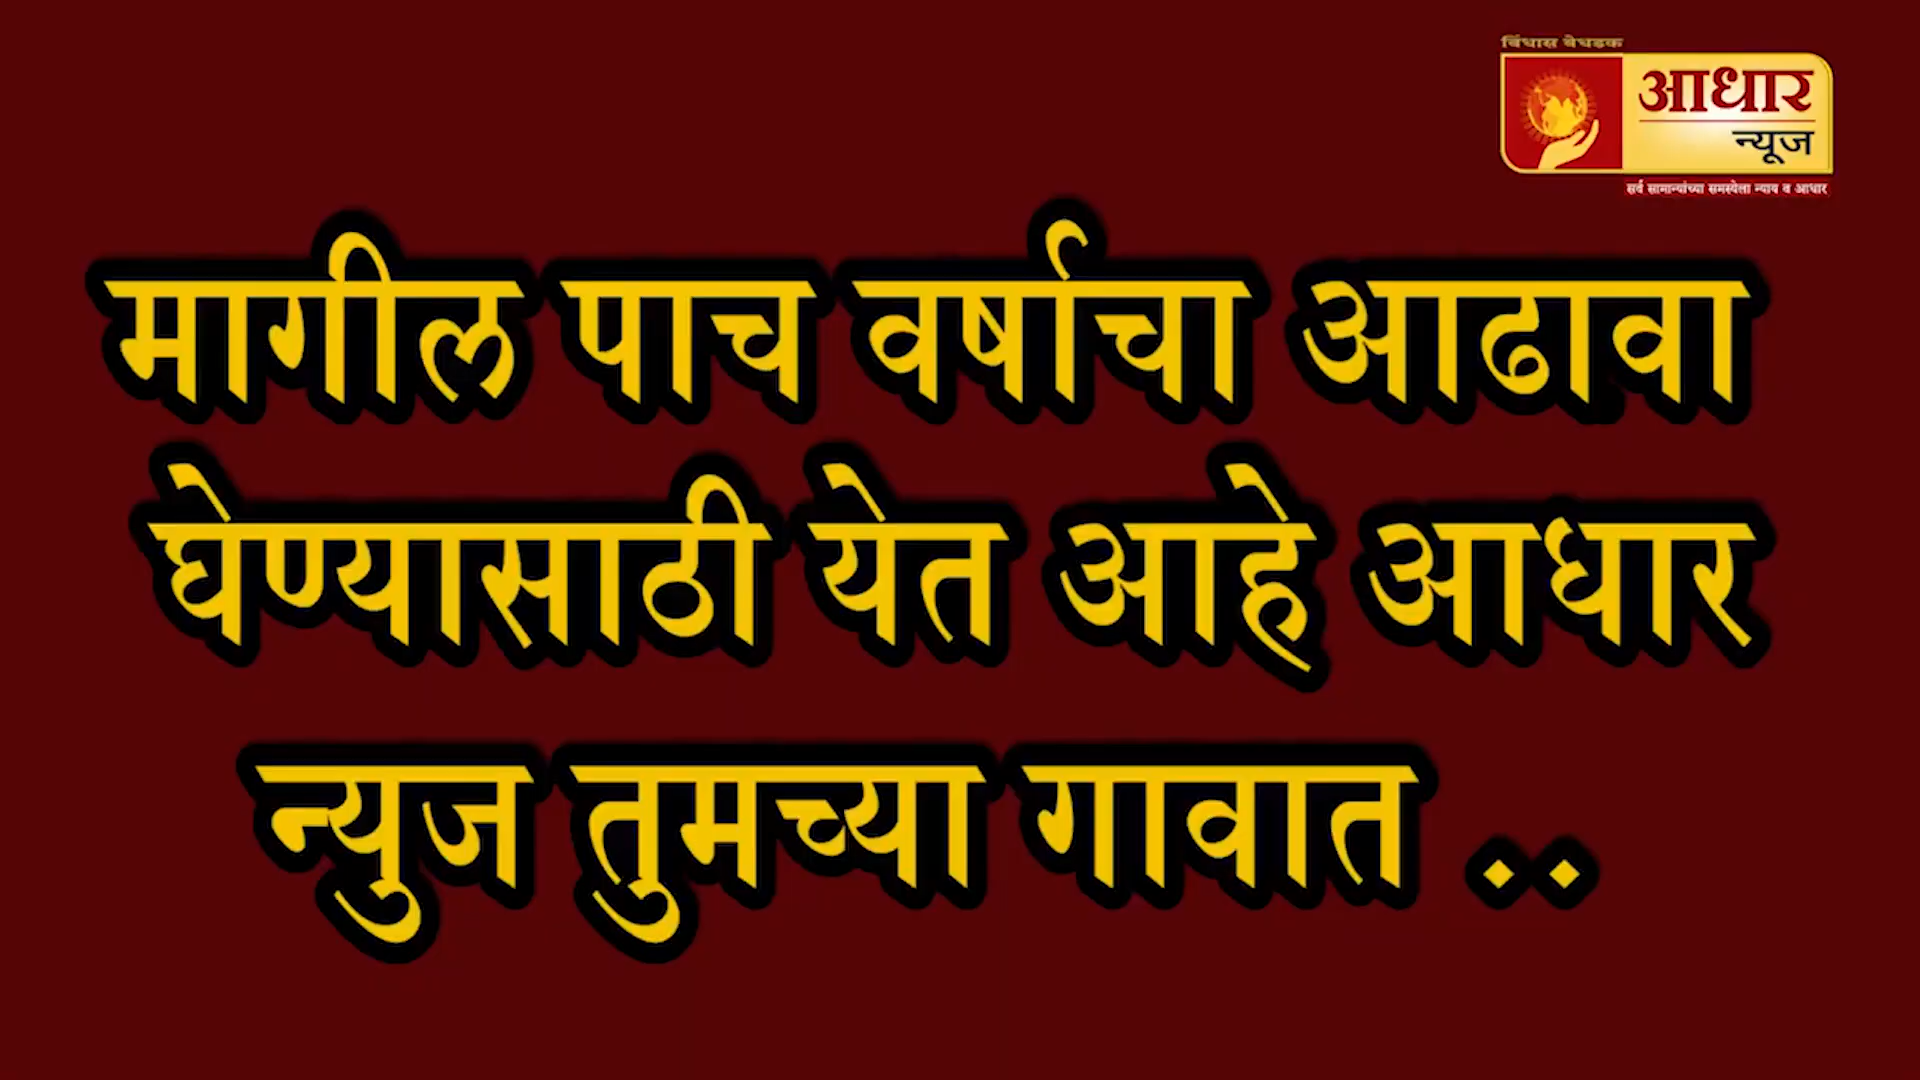 बिंधास बेधडक
आधार
न्यूज
सर्व सामान्यांच्या समस्येला न्याय व आधार
मागील पाच वर्षाचा आढावा
घेण्यासाठी येत आहे आधार
न्युज तुमच्या गावात ..